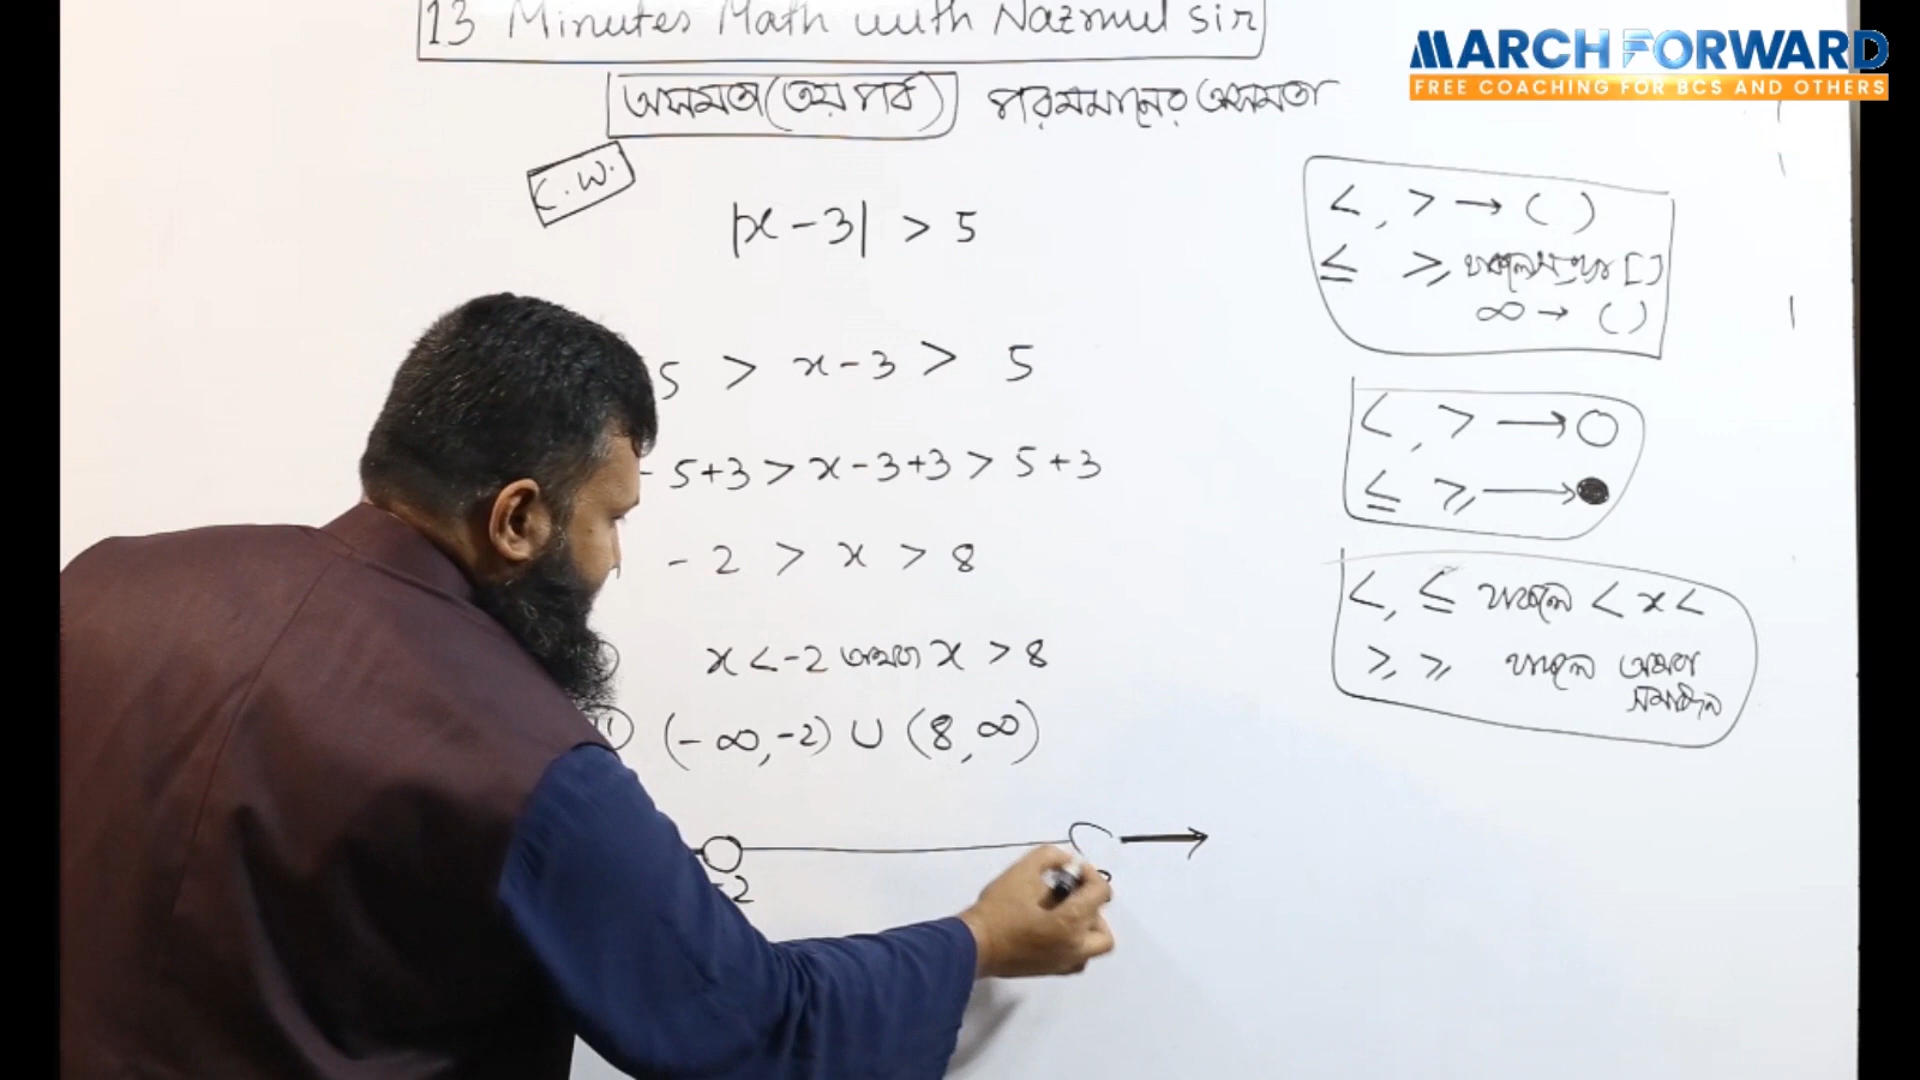 13 Minutes Math with Nazmul sir
MARCH FORWARD
FREE COACHING FOR BCS AND OTHERS
অসমতা (৩য় পর্ব) পরমমানের অসমতা
C.W.
|x-3| > 5
5 > x-3 > 5
-5+3 > x-3+3 > 5+3
-2 > x > 8
x < -2 অথবা x > 8
(-∞, -2) ∪ (8, ∞)
-2
<, > → ( )
≤ ≥ থাকলে [ ]
∞ → ( )
<, > → ○
≤ ≥ → ●
<, ≤ থাকলে < x <
>, ≥ থাকলে অথবা